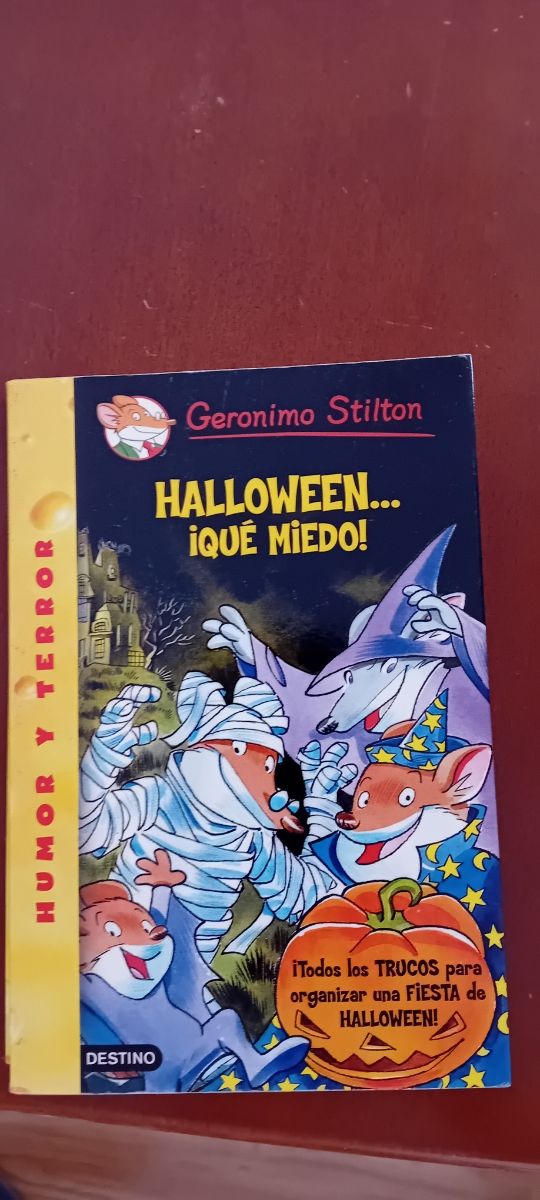 Geronimo Stilton
HALLOWEEN...
¡QUÉ MIEDO!
HUMOR Y TERROR
¡Todos los TRUCOS para
organizar una FIESTA de
HALLOWEEN!
DESTINO